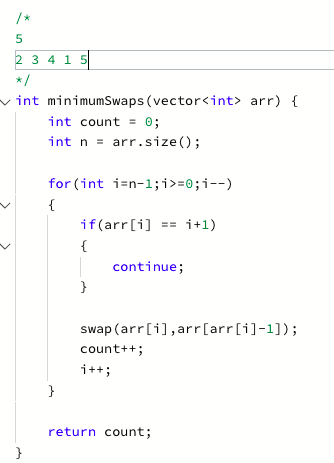 /*
5
2 3 4 1 5
*/
int minimumSwaps(vector<int> arr) {
    int count = 0;
    int n = arr.size();

    for(int i=n-1;i>=0;i--)
    {
        if(arr[i] == i+1)
        {
            continue;
        }

        swap(arr[i],arr[arr[i]-1]);
        count++;
        i++;
    }

    return count;
}